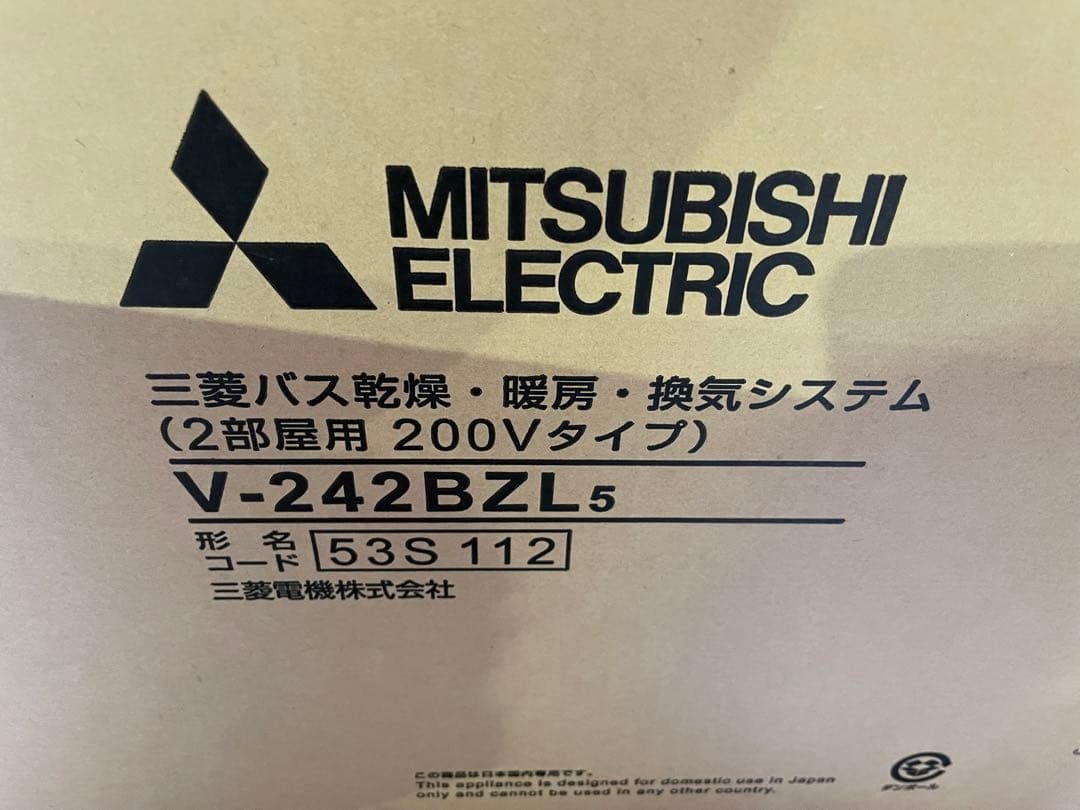 MITSUBISHI
ELECTRIC
三菱バス乾燥・暖房・換気システム
（2部屋用 200Vタイプ）
V-242BZL5
形 名
コード 53S 112
三菱電機株式会社
この商品は日本国内専用です。
This appliance is designed for domestic use in Japan
only and cannot be used in any other country.
ダンボール